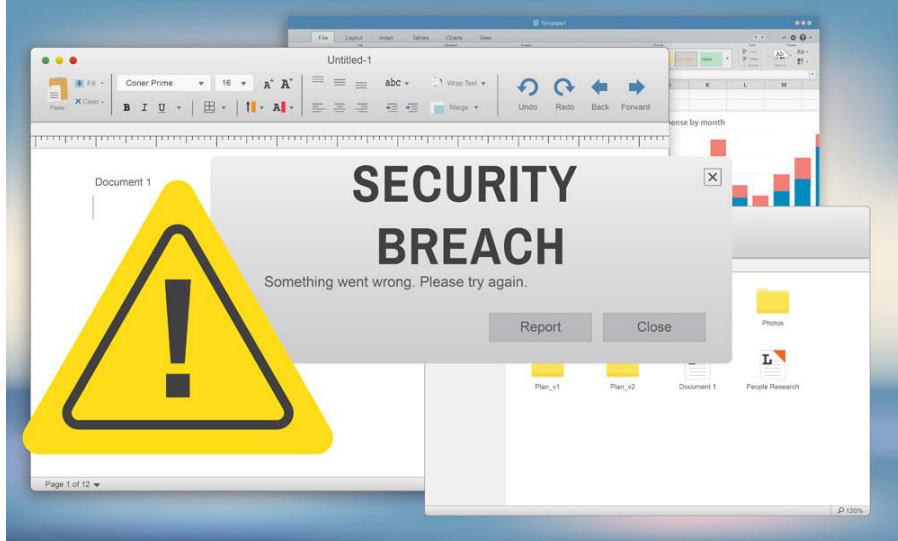 Template1
File Layout Insert Tables Charts View
Untitled-1
Fill
Corier Prime
16
A A
abc
Wrap Text
Paste
Clear
B I U
A
Merge
Undo Redo Back Forward
K L M
ense by month
Document 1
SECURITY
BREACH
Something went wrong. Please try again.
Report Close
Photos
Plan_v1 Plan_v2 Document 1 People Research
Page 1 of 12
120%